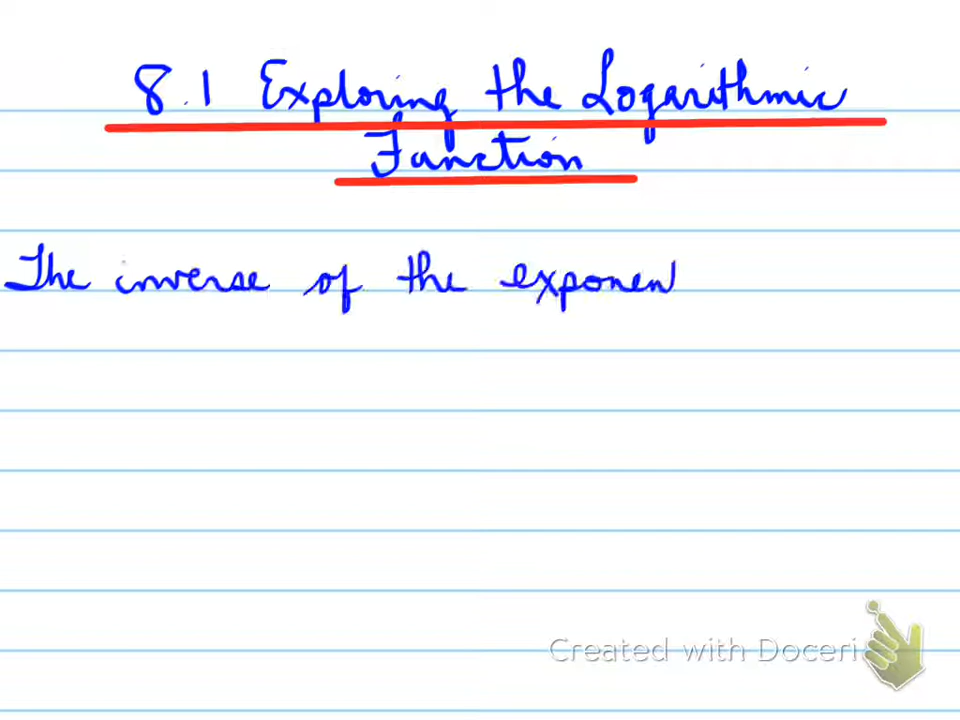 8.1 Exploring the Logarithmic
Function
The inverse of the exponen
Created with Doceri